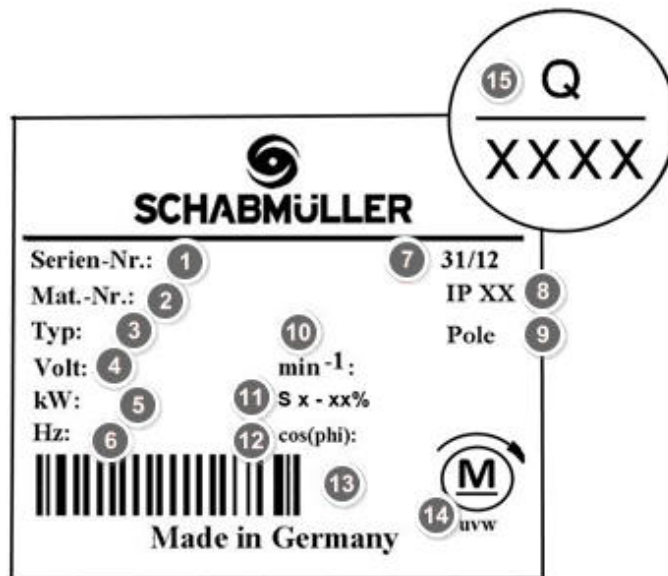 15 Q
XXXX
SCHABMÜLLER
Serien-Nr.: 1 7 31/12
Mat.-Nr.: 2 IP XX 8
Typ: 3 10 Pole 9
Volt: 4 min -1:
kW: 5 11 S x - xx%
Hz: 6 12 cos(phi):
13 M
14 uvw
Made in Germany